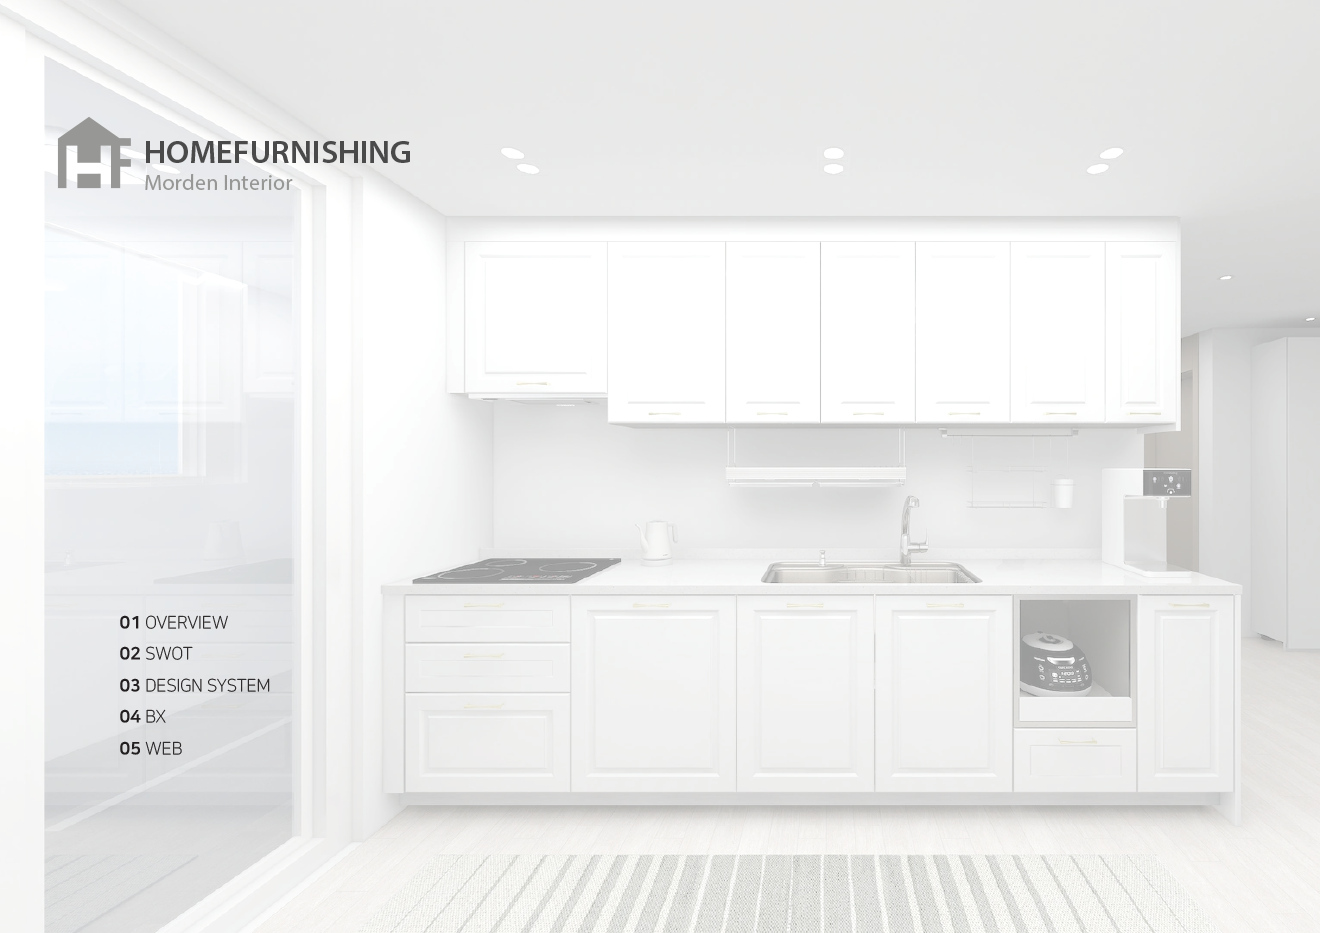 HOMEFURNISHING
Morden Interior
01 OVERVIEW
02 SWOT
03 DESIGN SYSTEM
04 BX
05 WEB